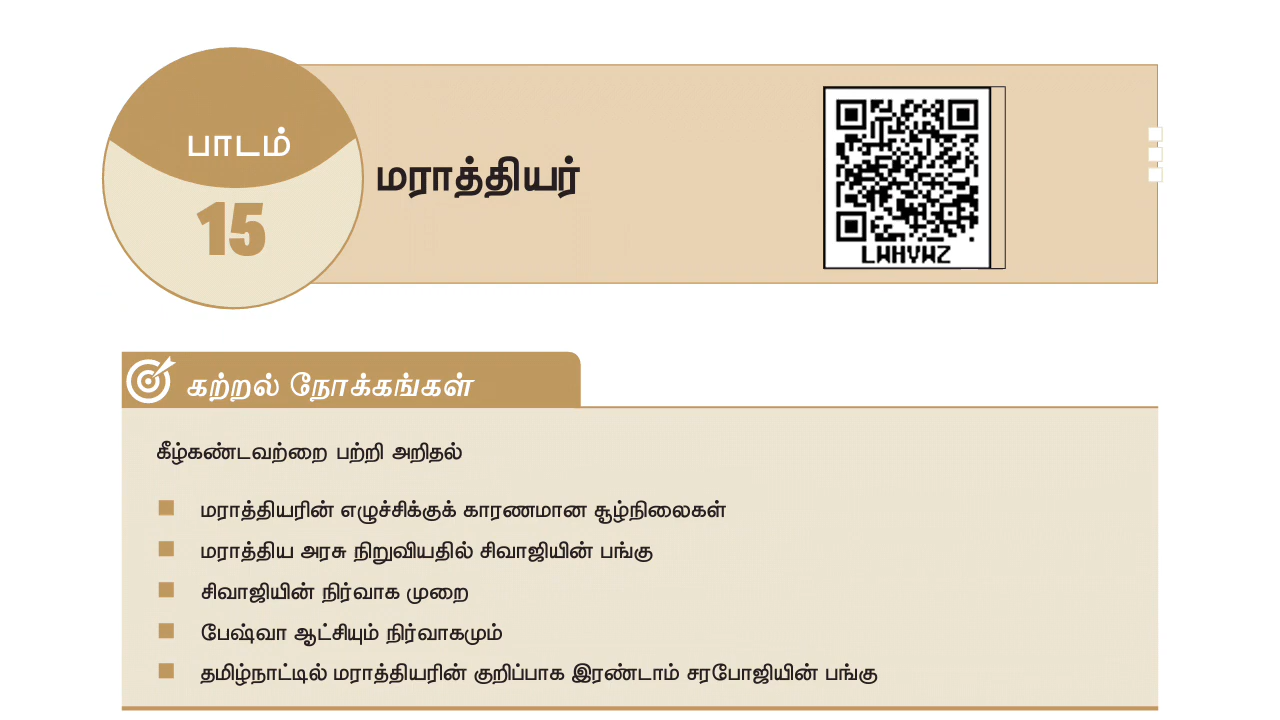 பாடம்
15
மராத்தியர்
LWHVWZ
கற்றல் நோக்கங்கள்
கீழ்கண்டவற்றை பற்றி அறிதல்
மராத்தியரின் எழுச்சிக்குக் காரணமான சூழ்நிலைகள்
மராத்திய அரசு நிறுவியதில் சிவாஜியின் பங்கு
சிவாஜியின் நிர்வாக முறை
பேஷ்வா ஆட்சியும் நிர்வாகமும்
தமிழ்நாட்டில் மராத்தியரின் குறிப்பாக இரண்டாம் சரபோஜியின் பங்கு